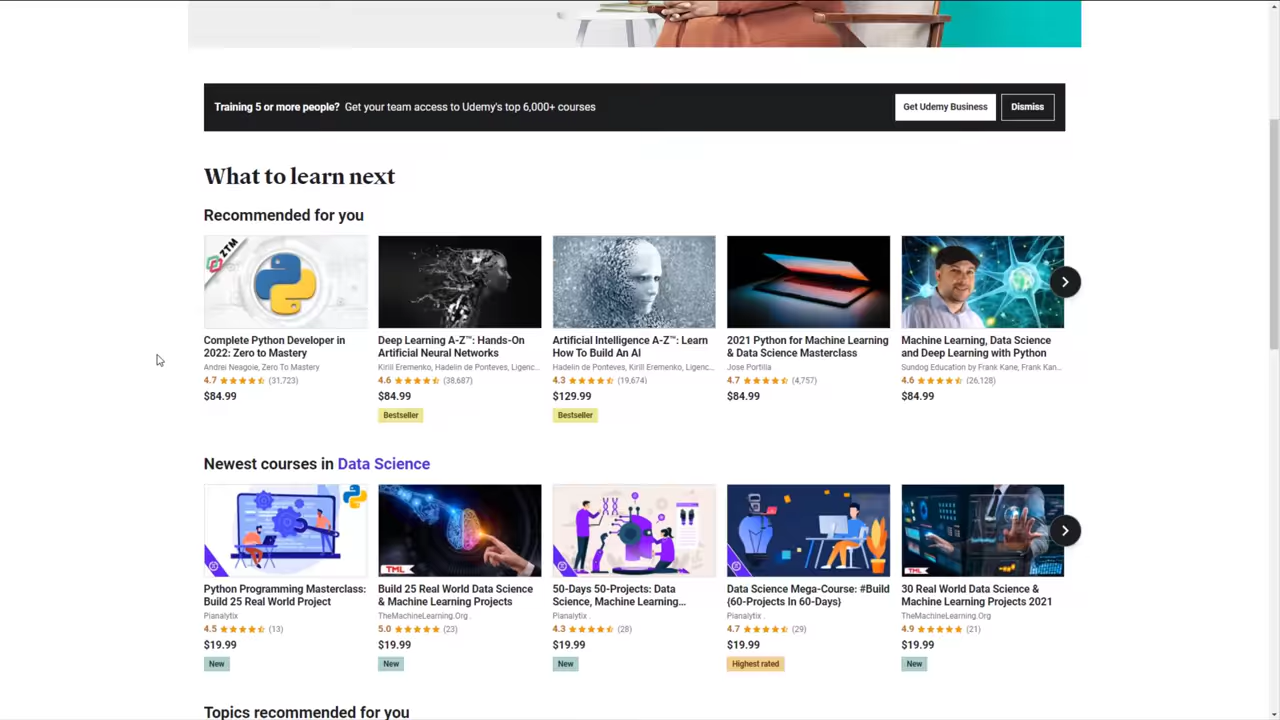 Training 5 or more people? Get your team access to Udemy's top 6,000+ courses
Get Udemy Business
Dismiss
What to learn next
Recommended for you
ZTM
Complete Python Developer in
2022: Zero to Mastery
Andrei Neagoie, Zero To Mastery
4.7 (31,723)
$84.99
Deep Learning A-Z™: Hands-On
Artificial Neural Networks
Kirill Eremenko, Hadelin de Ponteves, Ligenc...
4.6 (38,687)
$84.99
Bestseller
Artificial Intelligence A-Z™: Learn
How To Build An AI
Hadelin de Ponteves, Kirill Eremenko, Ligenc...
4.3 (19,674)
$129.99
Bestseller
2021 Python for Machine Learning
& Data Science Masterclass
Jose Portilla
4.7 (4,757)
$84.99
Machine Learning, Data Science
and Deep Learning with Python
Sundog Education by Frank Kane, Frank Kan...
4.6 (26,128)
$84.99
Newest courses in Data Science
Python Programming Masterclass:
Build 25 Real World Project
Pianalytix .
4.5 (13)
$19.99
New
TML
Build 25 Real World Data Science
& Machine Learning Projects
TheMachineLearning.Org .
5.0 (23)
$19.99
New
50-Days 50-Projects: Data
Science, Machine Learning...
Pianalytix .
4.3 (28)
$19.99
New
Data Science Mega-Course: #Build
{60-Projects In 60-Days}
Pianalytix .
4.7 (29)
$19.99
Highest rated
TML
30 Real World Data Science &
Machine Learning Projects 2021
TheMachineLearning.Org
4.9 (21)
$19.99
New
Topics recommended for you